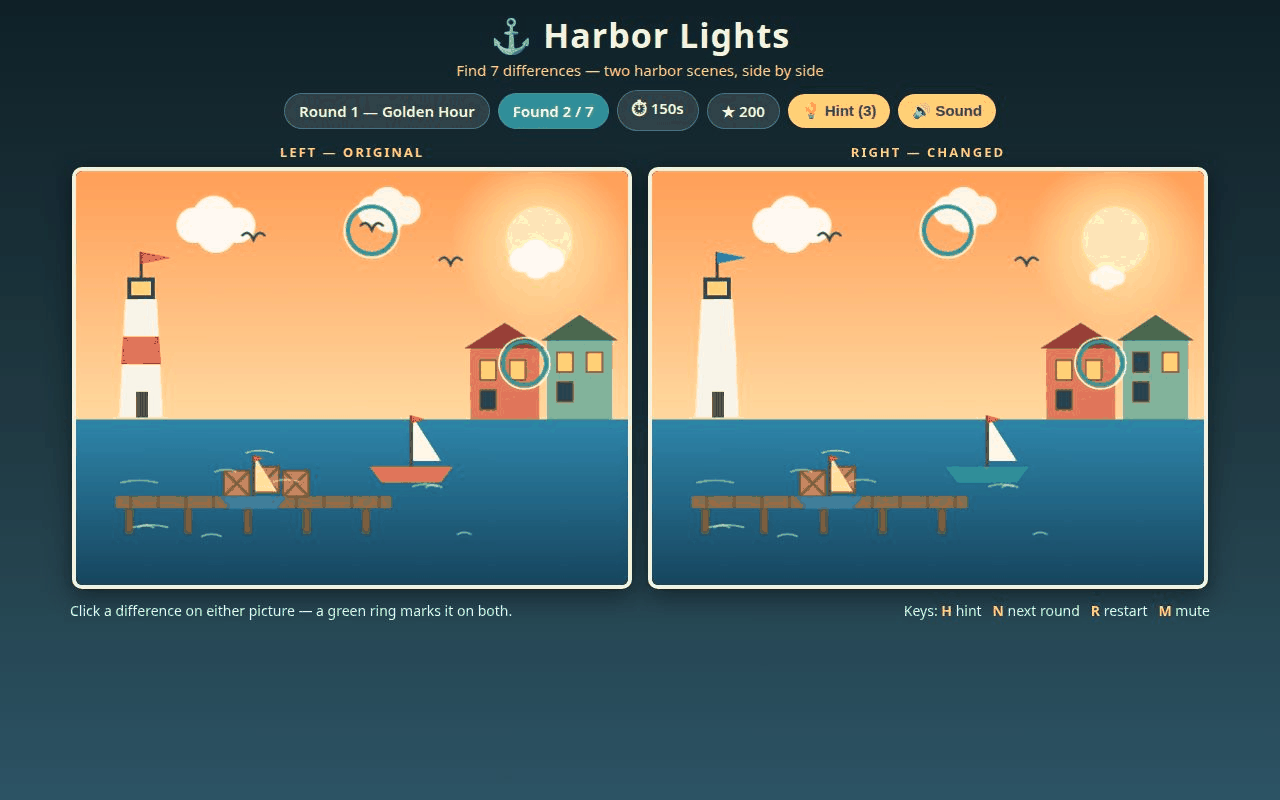 ⚓ Harbor Lights
Find 7 differences — two harbor scenes, side by side
Round 1 — Golden Hour
Found 2 / 7
⏱ 150s
★ 200
Hint (3)
🔊 Sound
LEFT — ORIGINAL
RIGHT — CHANGED
Click a difference on either picture — a green ring marks it on both.
Keys: H hint N next round R restart M mute